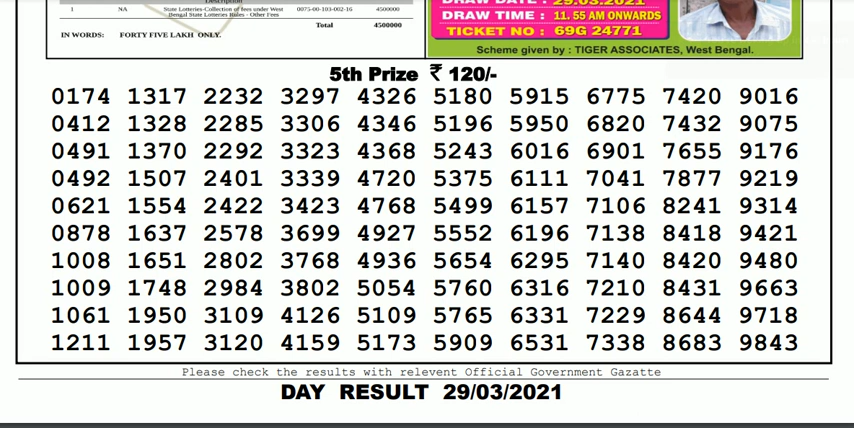 Description
1 NA State Lotteries-Collection of fees under West 0075-00-103-002-16 4500000
Bengal State Lotteries Rules - Other Fees
Total 4500000
IN WORDS: FORTY FIVE LAKH ONLY.
DRAW DATE : 29.03.2021
DRAW TIME : 11. 55 AM ONWARDS
TICKET NO : 69G 24771
Scheme given by : TIGER ASSOCIATES, West Bengal.
5th Prize ₹ 120/-
0174 1317 2232 3297 4326 5180 5915 6775 7420 9016
0412 1328 2285 3306 4346 5196 5950 6820 7432 9075
0491 1370 2292 3323 4368 5243 6016 6901 7655 9176
0492 1507 2401 3339 4720 5375 6111 7041 7877 9219
0621 1554 2422 3423 4768 5499 6157 7106 8241 9314
0878 1637 2578 3699 4927 5552 6196 7138 8418 9421
1008 1651 2802 3768 4936 5654 6295 7140 8420 9480
1009 1748 2984 3802 5054 5760 6316 7210 8431 9663
1061 1950 3109 4126 5109 5765 6331 7229 8644 9718
1211 1957 3120 4159 5173 5909 6531 7338 8683 9843
Please check the results with relevent Official Government Gazatte
DAY RESULT 29/03/2021